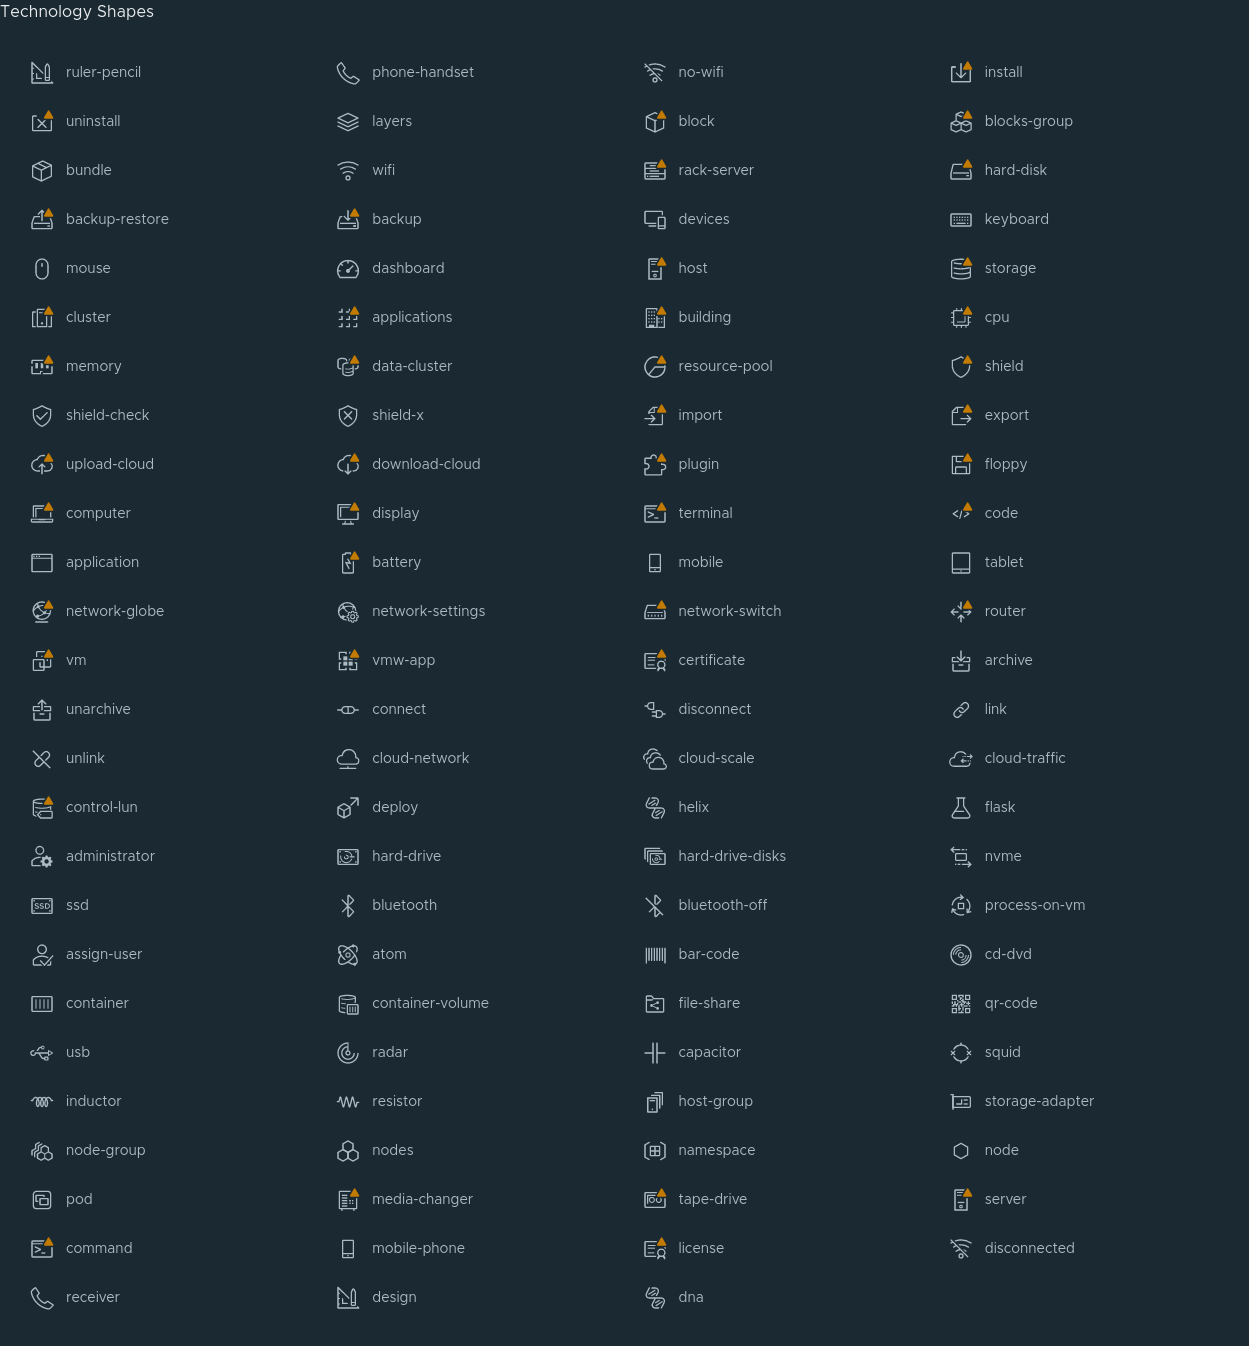 Technology Shapes
ruler-pencil phone-handset no-wifi install
uninstall layers block blocks-group
bundle wifi rack-server hard-disk
backup-restore backup devices keyboard
mouse dashboard host storage
cluster applications building cpu
memory data-cluster resource-pool shield
shield-check shield-x import export
upload-cloud download-cloud plugin floppy
computer display terminal code
application battery mobile tablet
network-globe network-settings network-switch router
vm vmw-app certificate archive
unarchive connect disconnect link
unlink cloud-network cloud-scale cloud-traffic
control-lun deploy helix flask
administrator hard-drive hard-drive-disks nvme
SSD ssd bluetooth bluetooth-off process-on-vm
assign-user atom bar-code cd-dvd
container container-volume file-share qr-code
usb radar capacitor squid
inductor resistor host-group storage-adapter
node-group nodes namespace node
pod media-changer tape-drive server
command mobile-phone license disconnected
receiver design dna